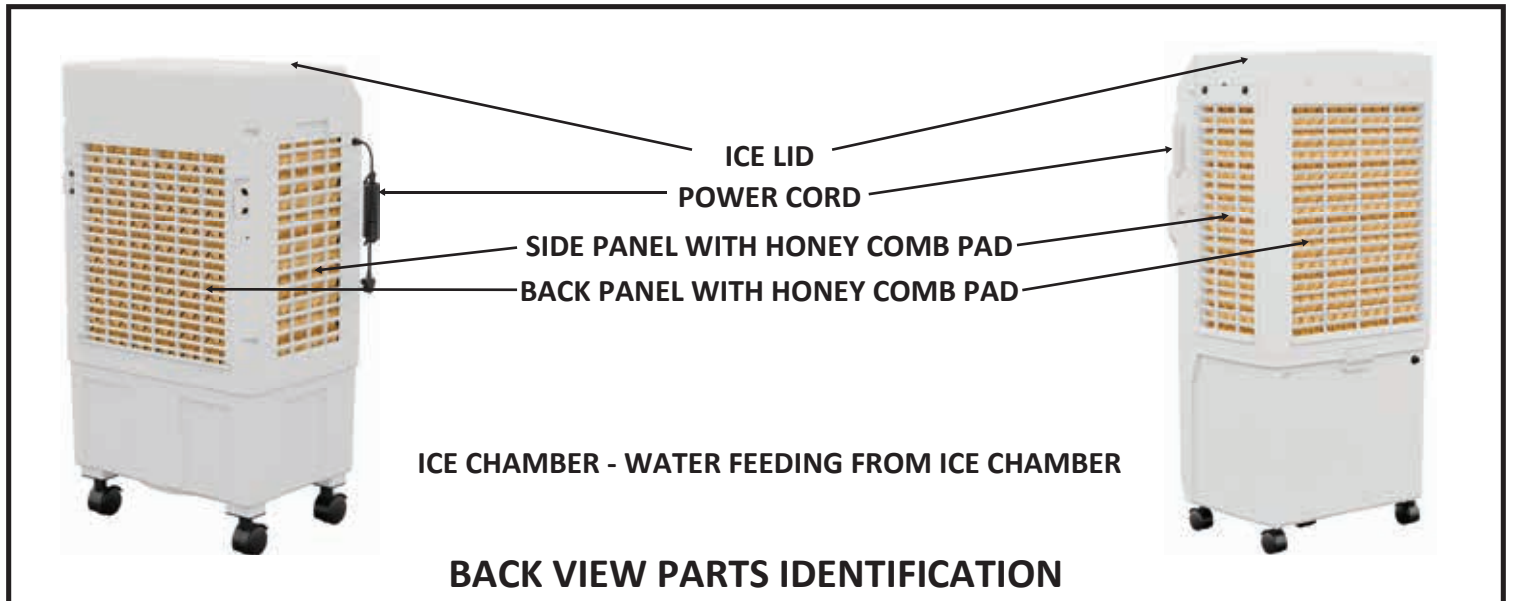 ICE LID
POWER CORD
SIDE PANEL WITH HONEY COMB PAD
BACK PANEL WITH HONEY COMB PAD
ICE CHAMBER - WATER FEEDING FROM ICE CHAMBER
BACK VIEW PARTS IDENTIFICATION